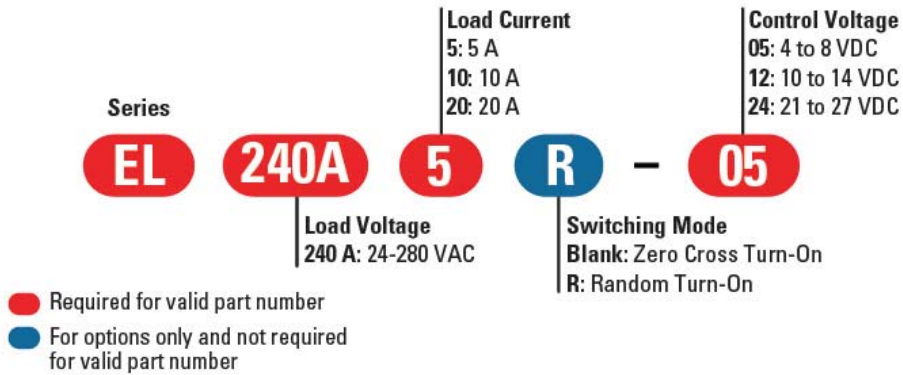 Load Current
5: 5 A
10: 10 A
20: 20 A
Control Voltage
05: 4 to 8 VDC
12: 10 to 14 VDC
24: 21 to 27 VDC
Series
EL 240A 5 R – 05
Load Voltage
240 A: 24-280 VAC
Switching Mode
Blank: Zero Cross Turn-On
R: Random Turn-On
Required for valid part number
For options only and not required
for valid part number